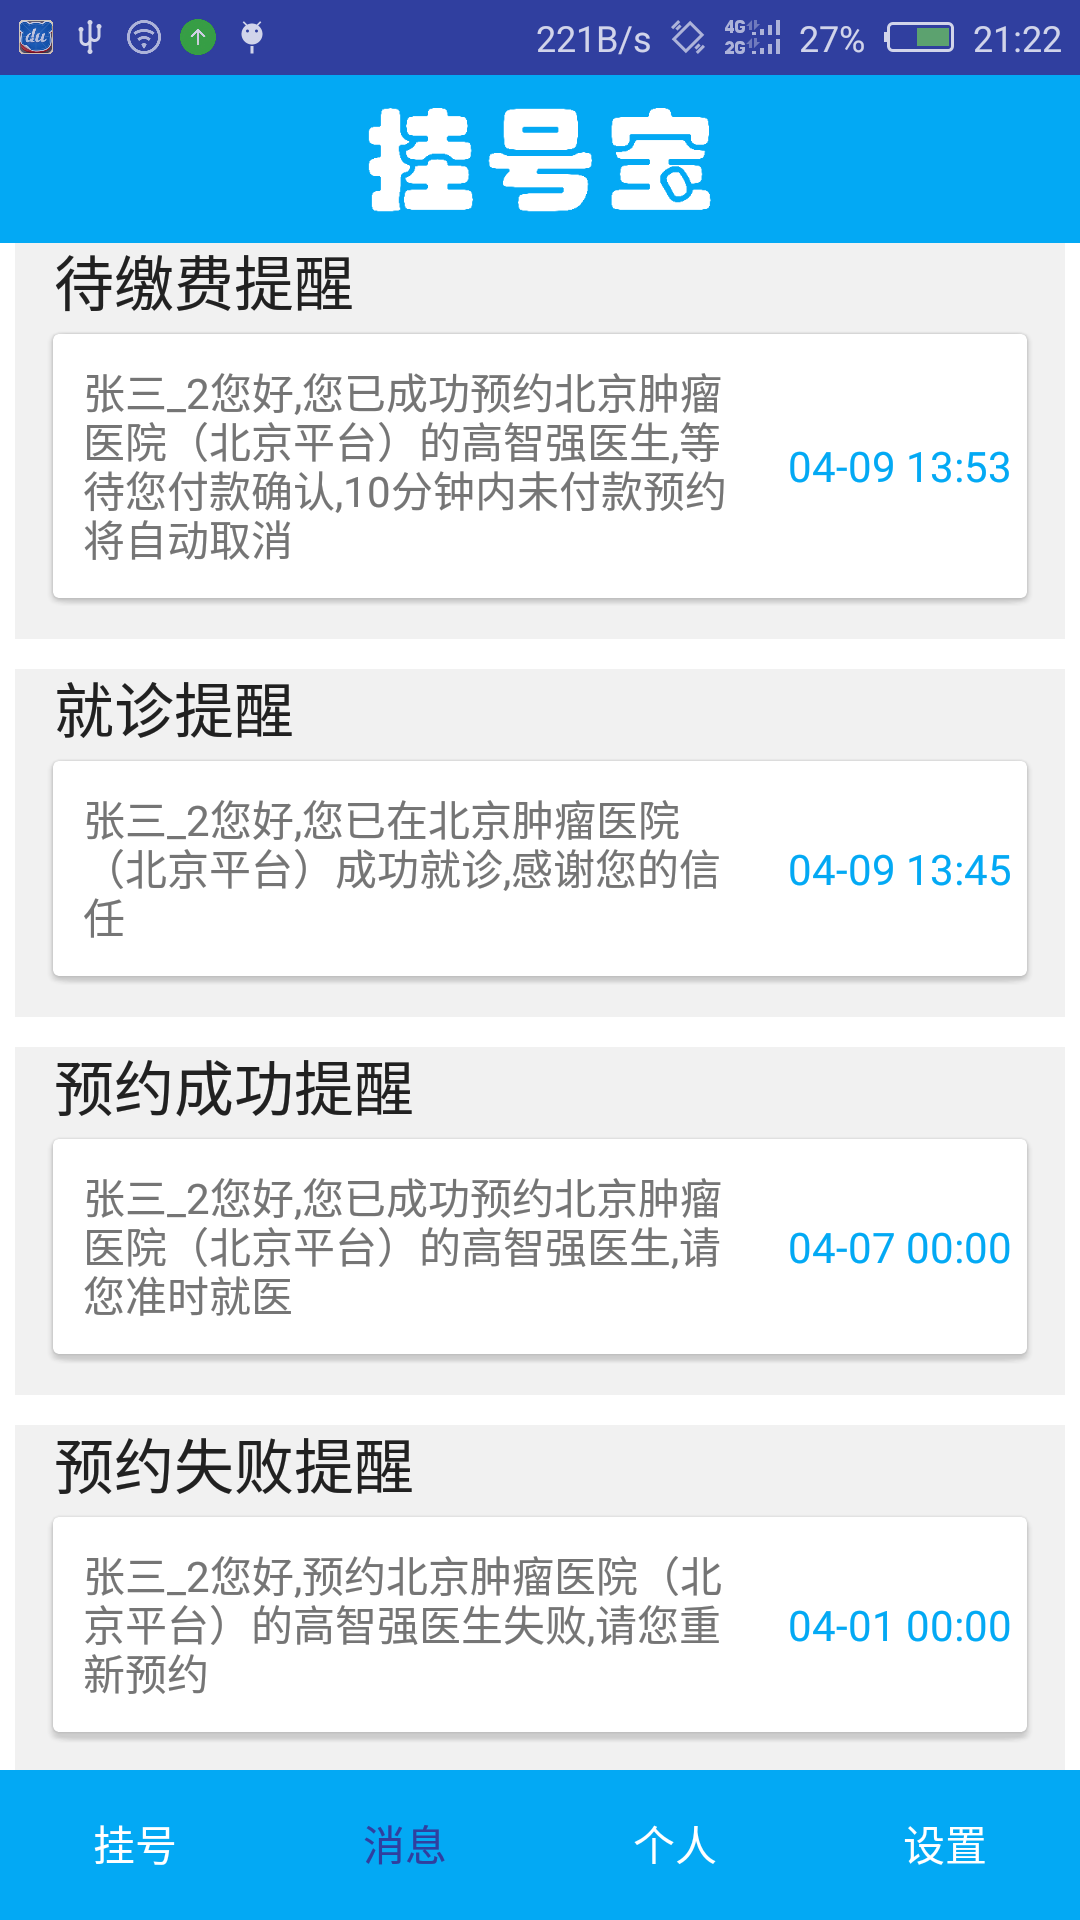 221B/s 4G 2G 27% 21:22
挂号宝
待缴费提醒
张三_2您好,您已成功预约北京肿瘤
医院（北京平台）的高智强医生,等
待您付款确认,10分钟内未付款预约
将自动取消
04-09 13:53
就诊提醒
张三_2您好,您已在北京肿瘤医院
（北京平台）成功就诊,感谢您的信
任
04-09 13:45
预约成功提醒
张三_2您好,您已成功预约北京肿瘤
医院（北京平台）的高智强医生,请
您准时就医
04-07 00:00
预约失败提醒
张三_2您好,预约北京肿瘤医院（北
京平台）的高智强医生失败,请您重
新预约
04-01 00:00
挂号 消息 个人 设置